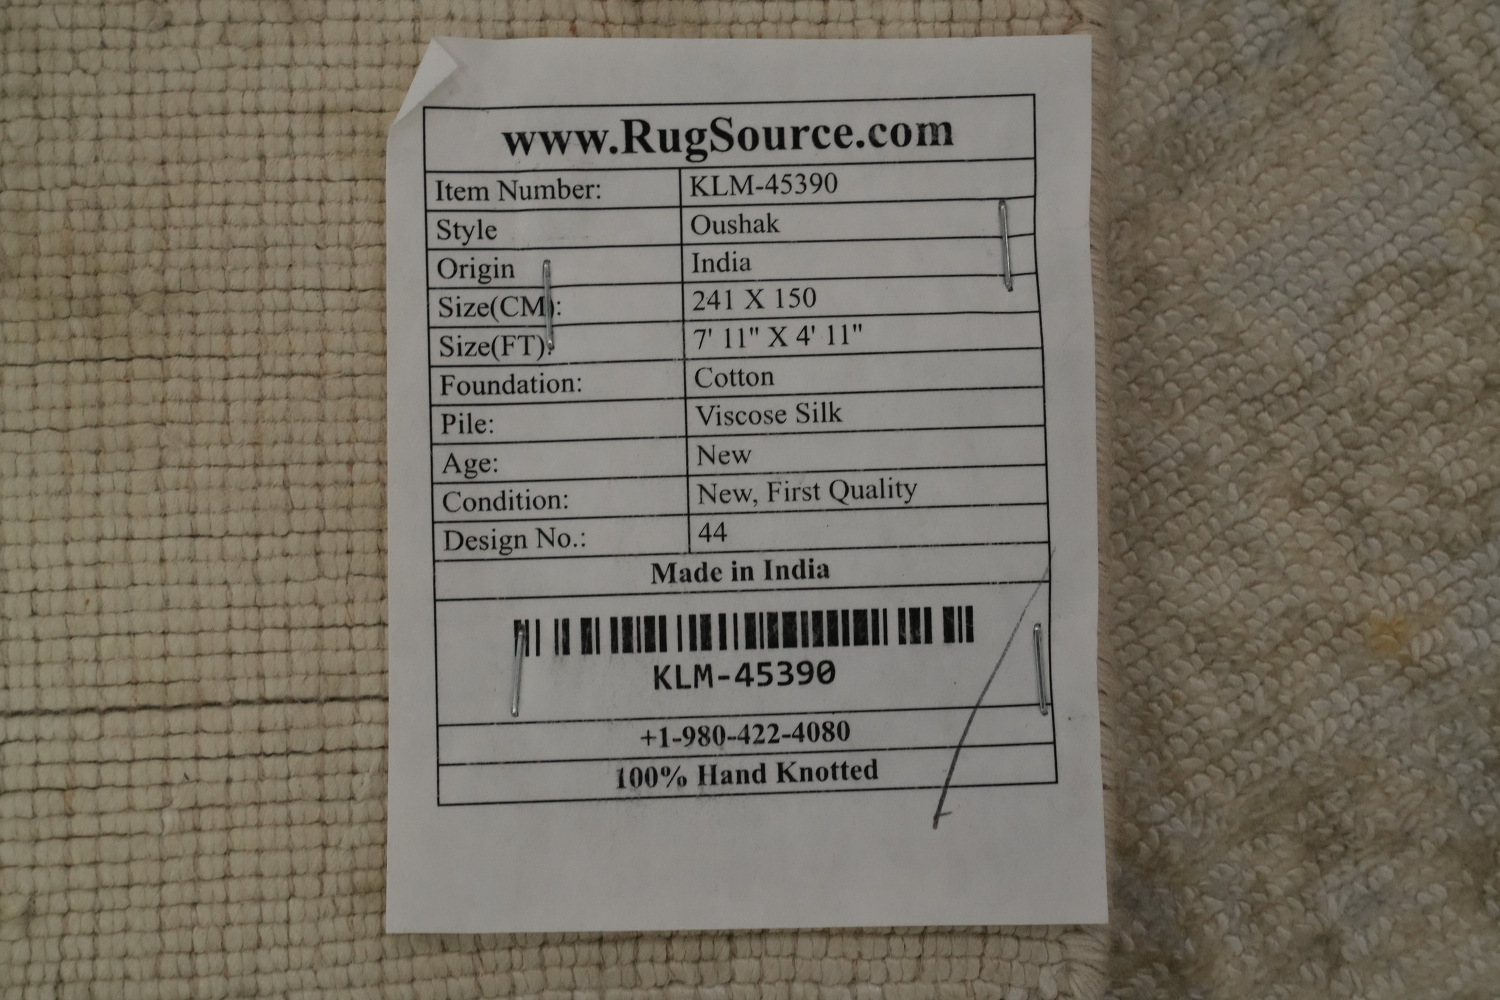 www.RugSource.com
Item Number: KLM-45390
Style Oushak
Origin India
Size(CM): 241 X 150
Size(FT): 7' 11" X 4' 11"
Foundation: Cotton
Pile: Viscose Silk
Age: New
Condition: New, First Quality
Design No.: 44
Made in India
KLM-45390
+1-980-422-4080
100% Hand Knotted